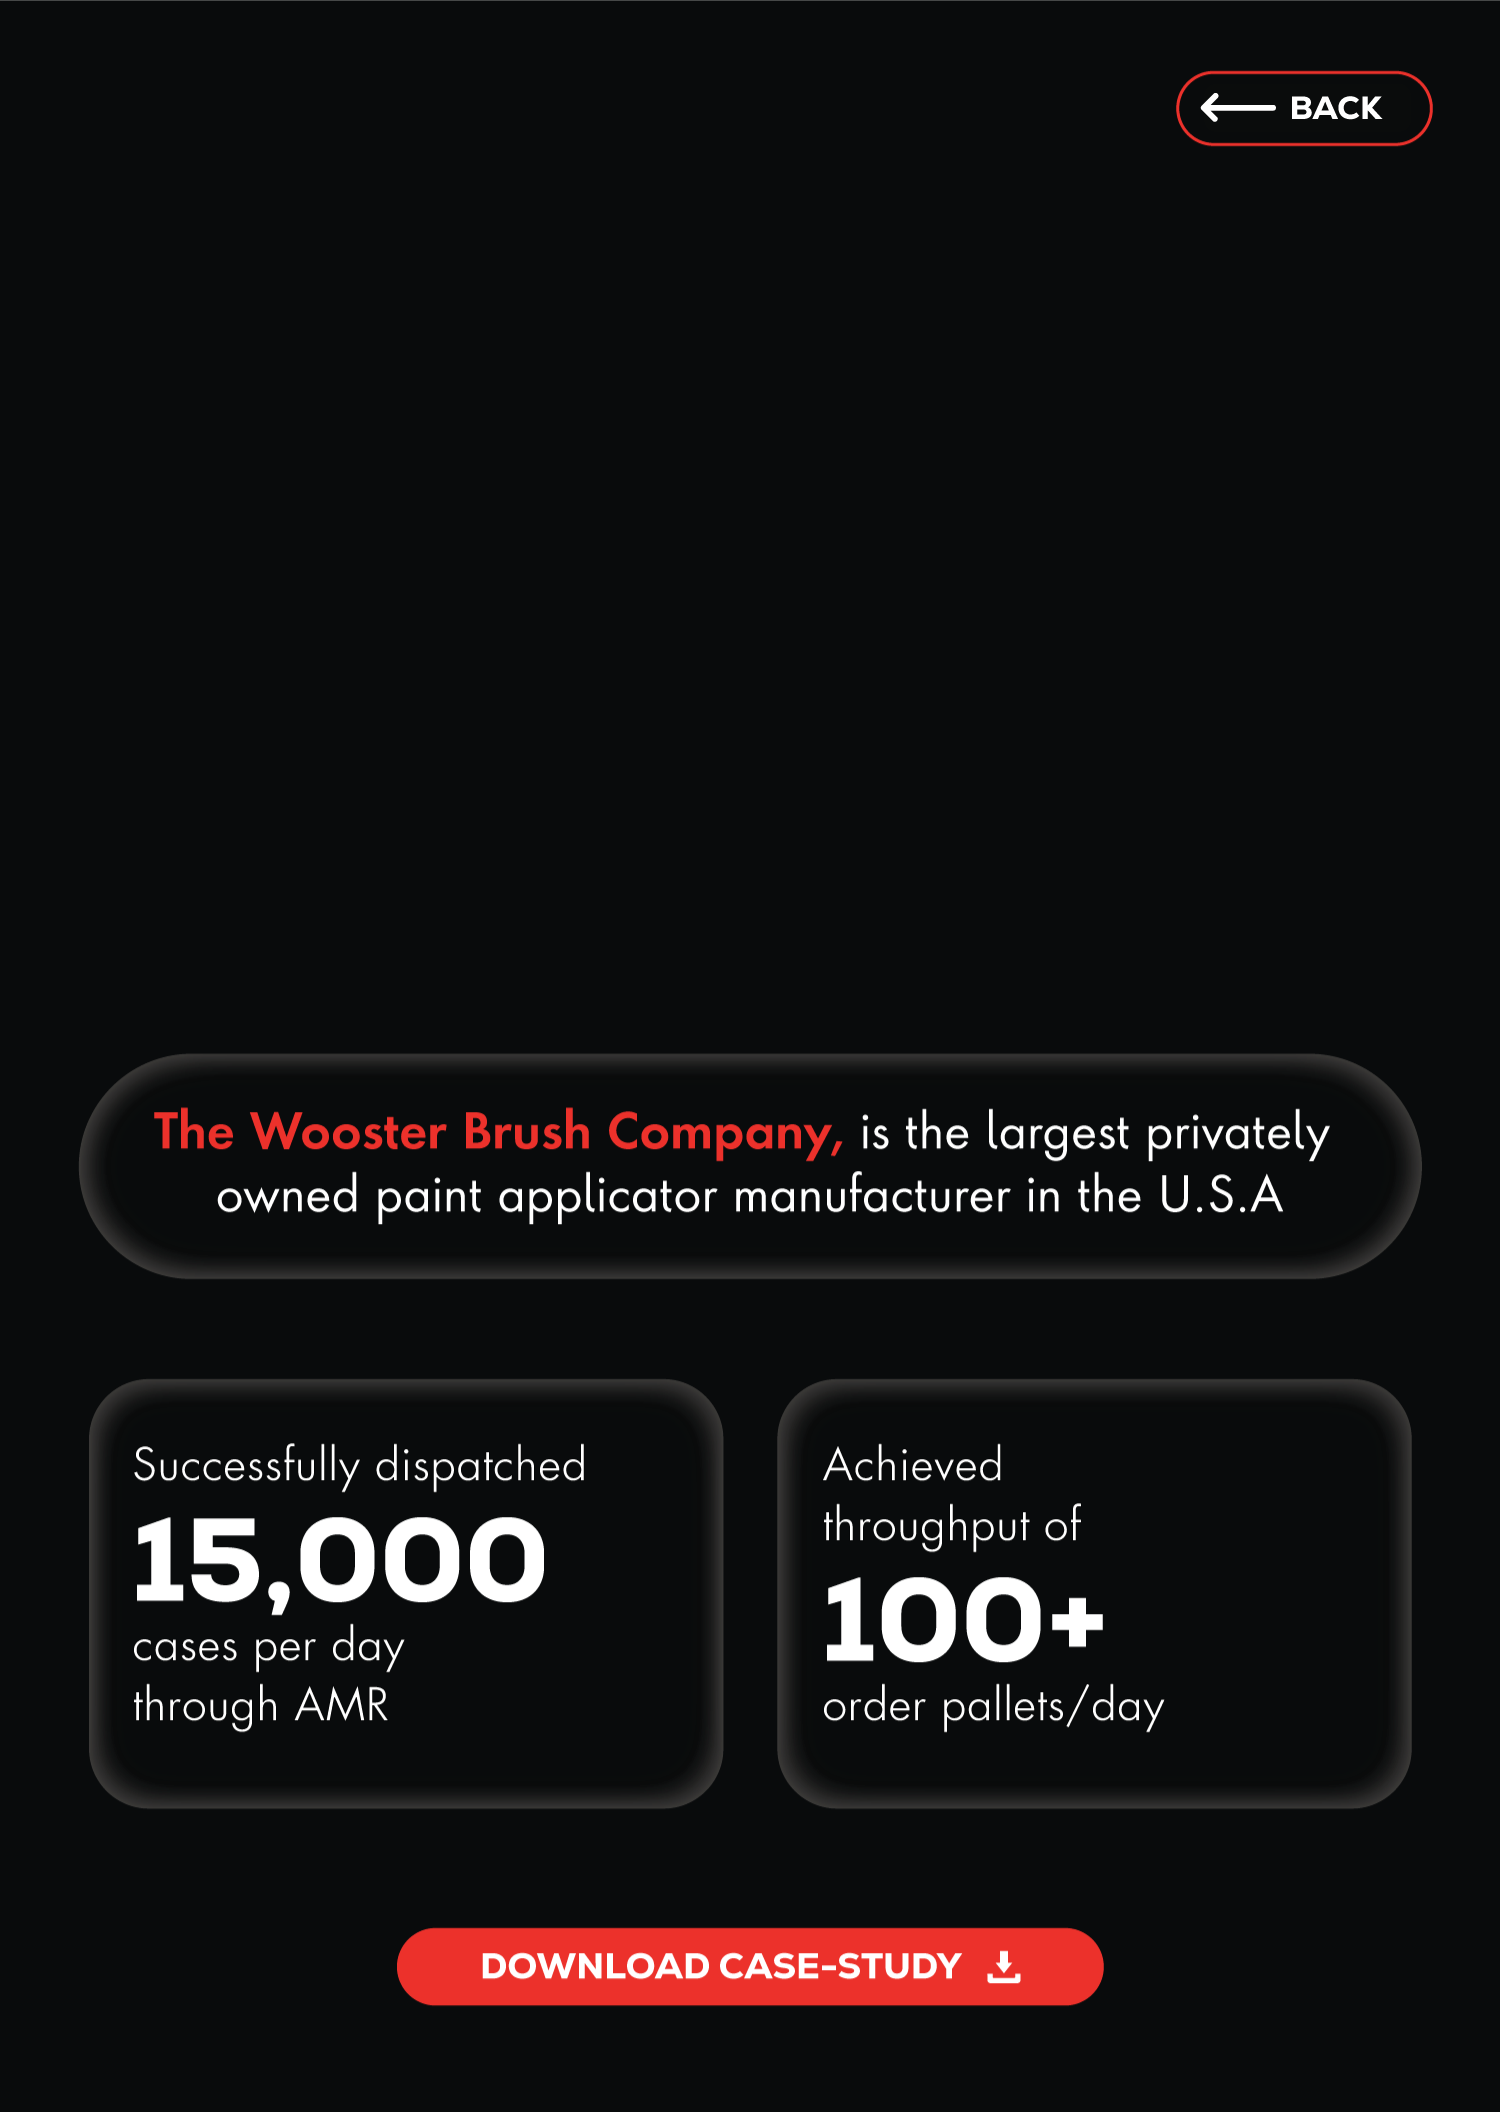 BACK
The Wooster Brush Company, is the largest privately
owned paint applicator manufacturer in the U.S.A
Successfully dispatched
15,000
cases per day
through AMR
Achieved
throughput of
100+
order pallets/day
DOWNLOAD CASE-STUDY